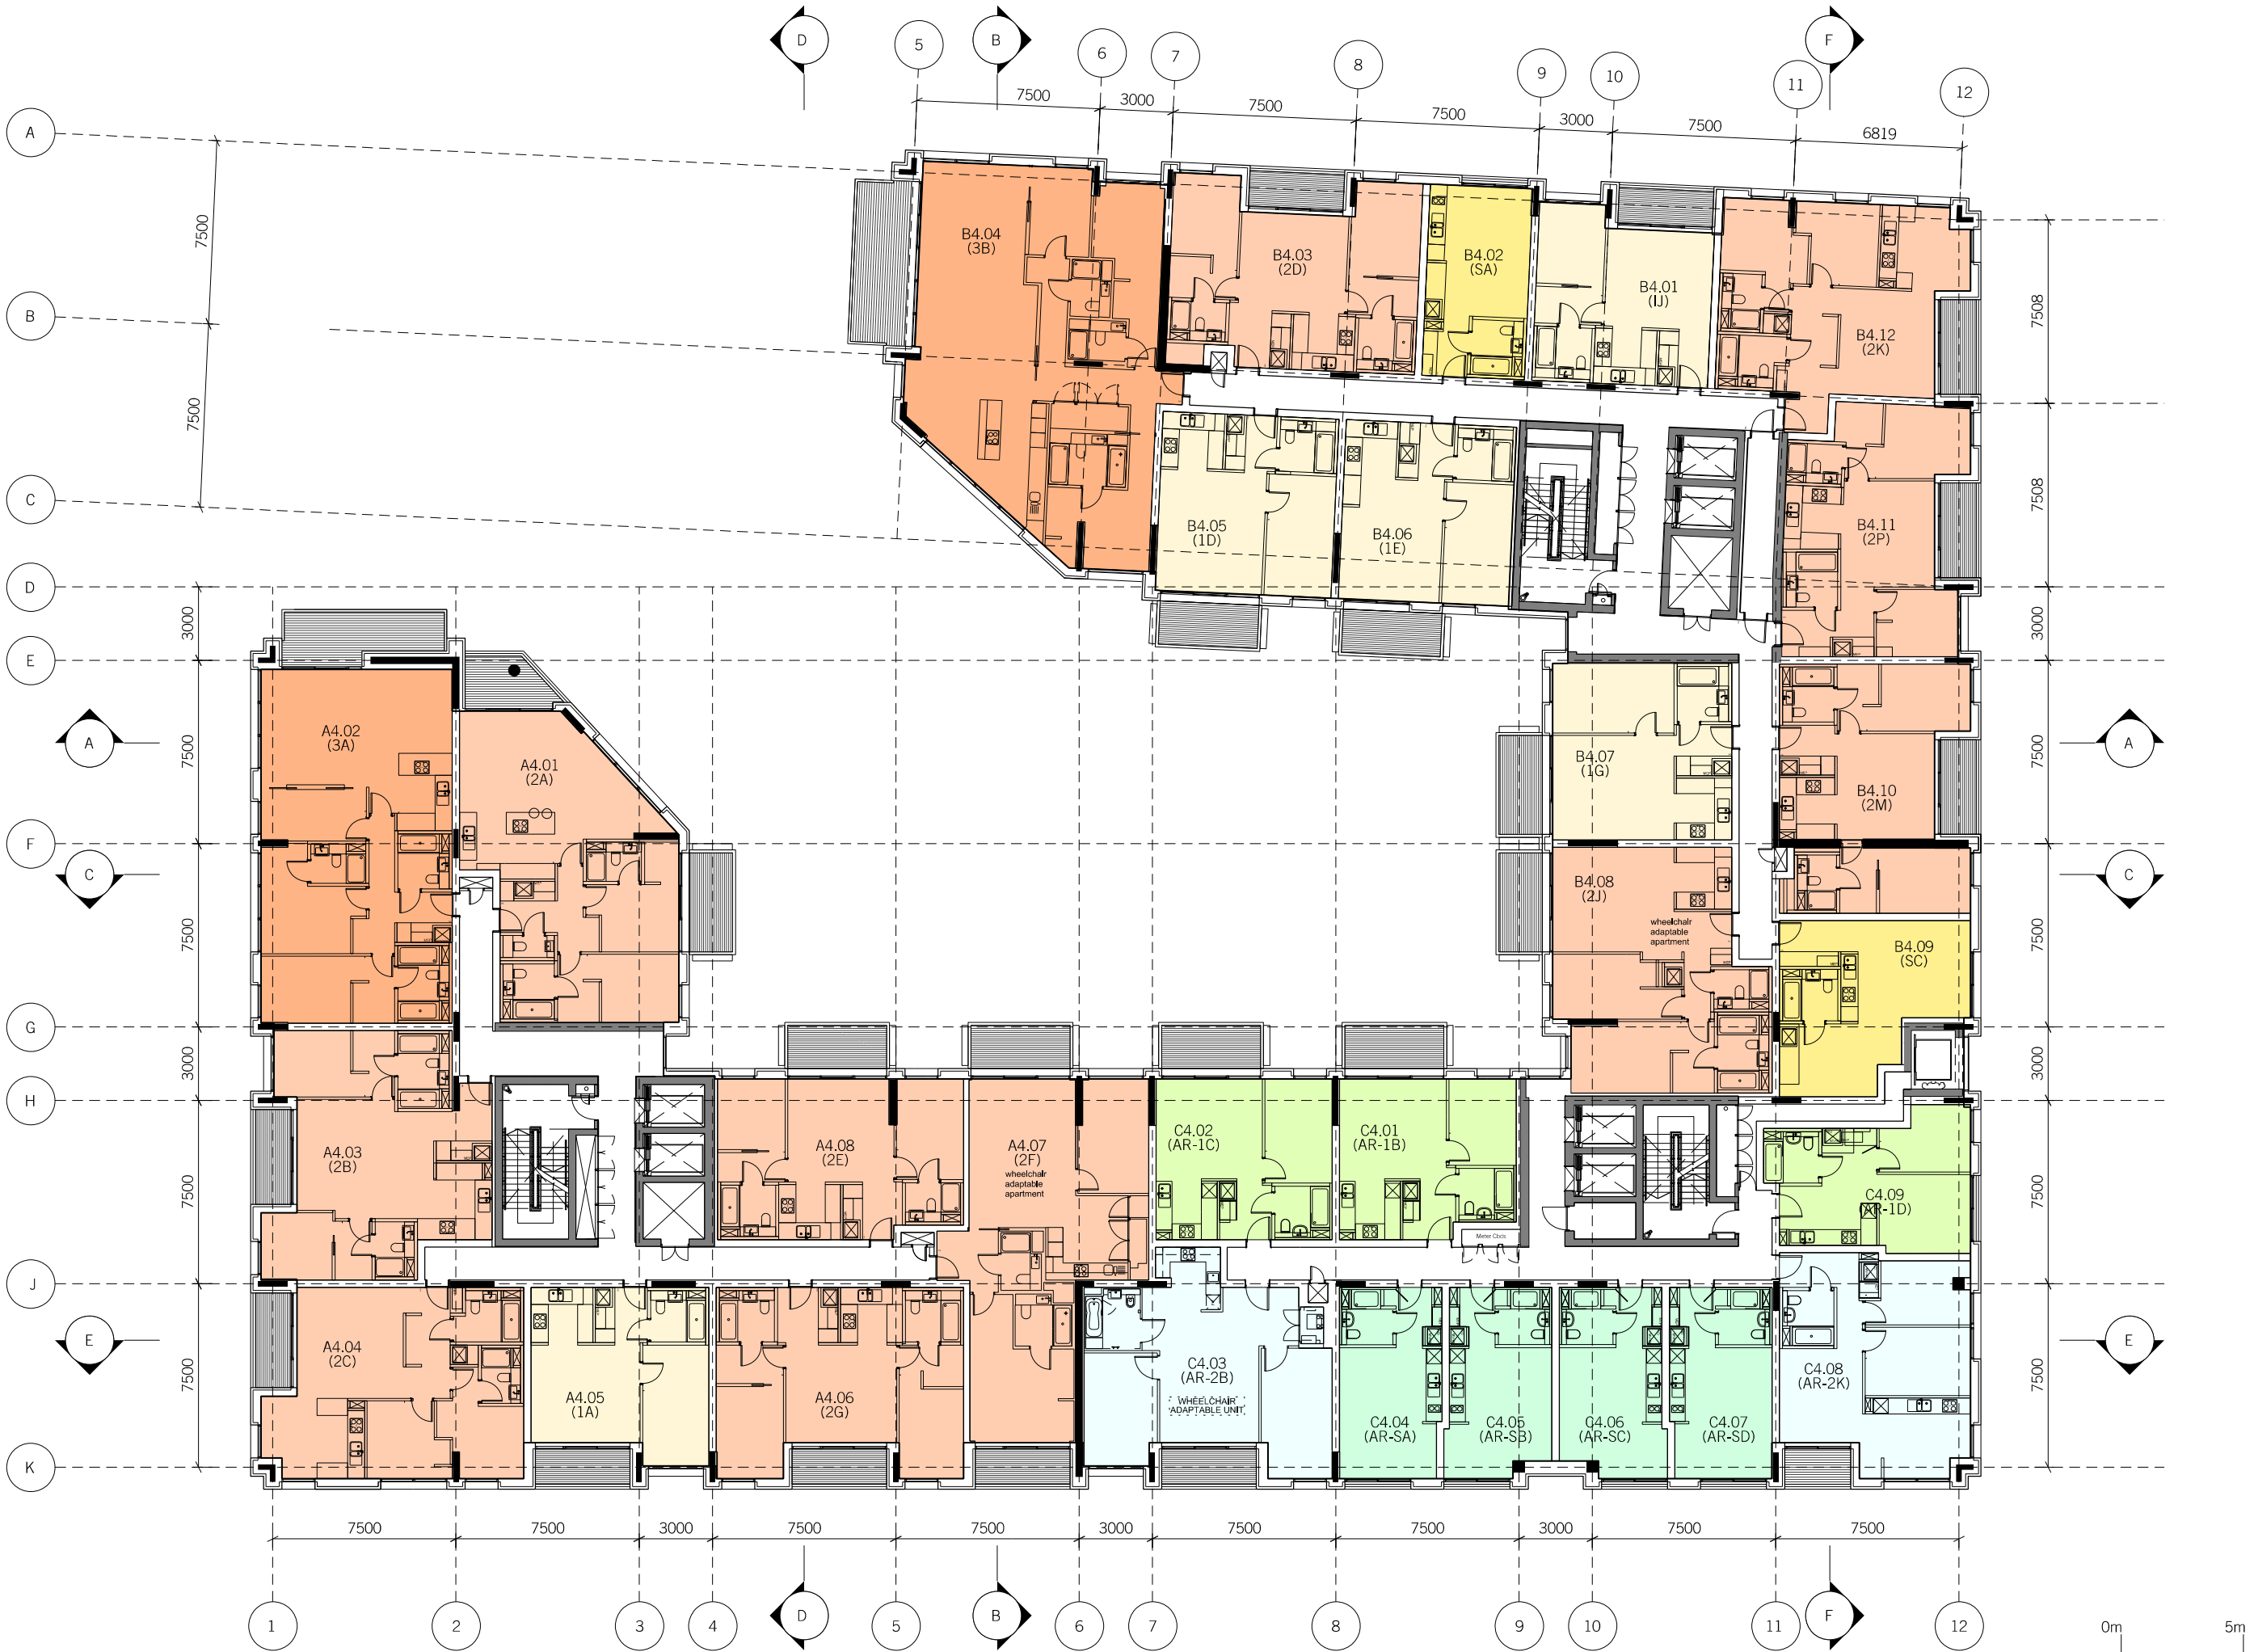 D
B
F
5
6
7
8
9
10
11
12
7500
3000
7500
7500
3000
7500
6819
A
B
C
D
E
F
G
H
J
K
7500
7500
3000
7500
7500
3000
7500
7500
A
C
E
B4.04
(3B)
B4.03
(2D)
B4.02
(SA)
B4.01
(IJ)
B4.12
(2K)
B4.05
(1D)
B4.06
(1E)
B4.11
(2P)
7508
7508
3000
7500
7500
3000
7500
7500
A
C
E
A4.02
(3A)
A4.01
(2A)
B4.07
(1G)
B4.10
(2M)
B4.08
(2J)
wheelchair
adaptable
apartment
B4.09
(SC)
A4.03
(2B)
A4.08
(2E)
A4.07
(2F)
wheelchair
adaptable
apartment
C4.02
(AR-1C)
C4.01
(AR-1B)
Meter Cbds
C4.09
(AR-1D)
A4.04
(2C)
A4.05
(1A)
A4.06
(2G)
C4.03
(AR-2B)
WHEELCHAIR
ADAPTABLE UNIT
C4.04
(AR-SA)
C4.05
(AR-SB)
C4.06
(AR-SC)
C4.07
(AR-SD)
C4.08
(AR-2K)
7500
7500
3000
7500
7500
3000
7500
7500
3000
7500
7500
1
2
3
4
D
5
B
6
7
8
9
10
11
F
12
0m
5m